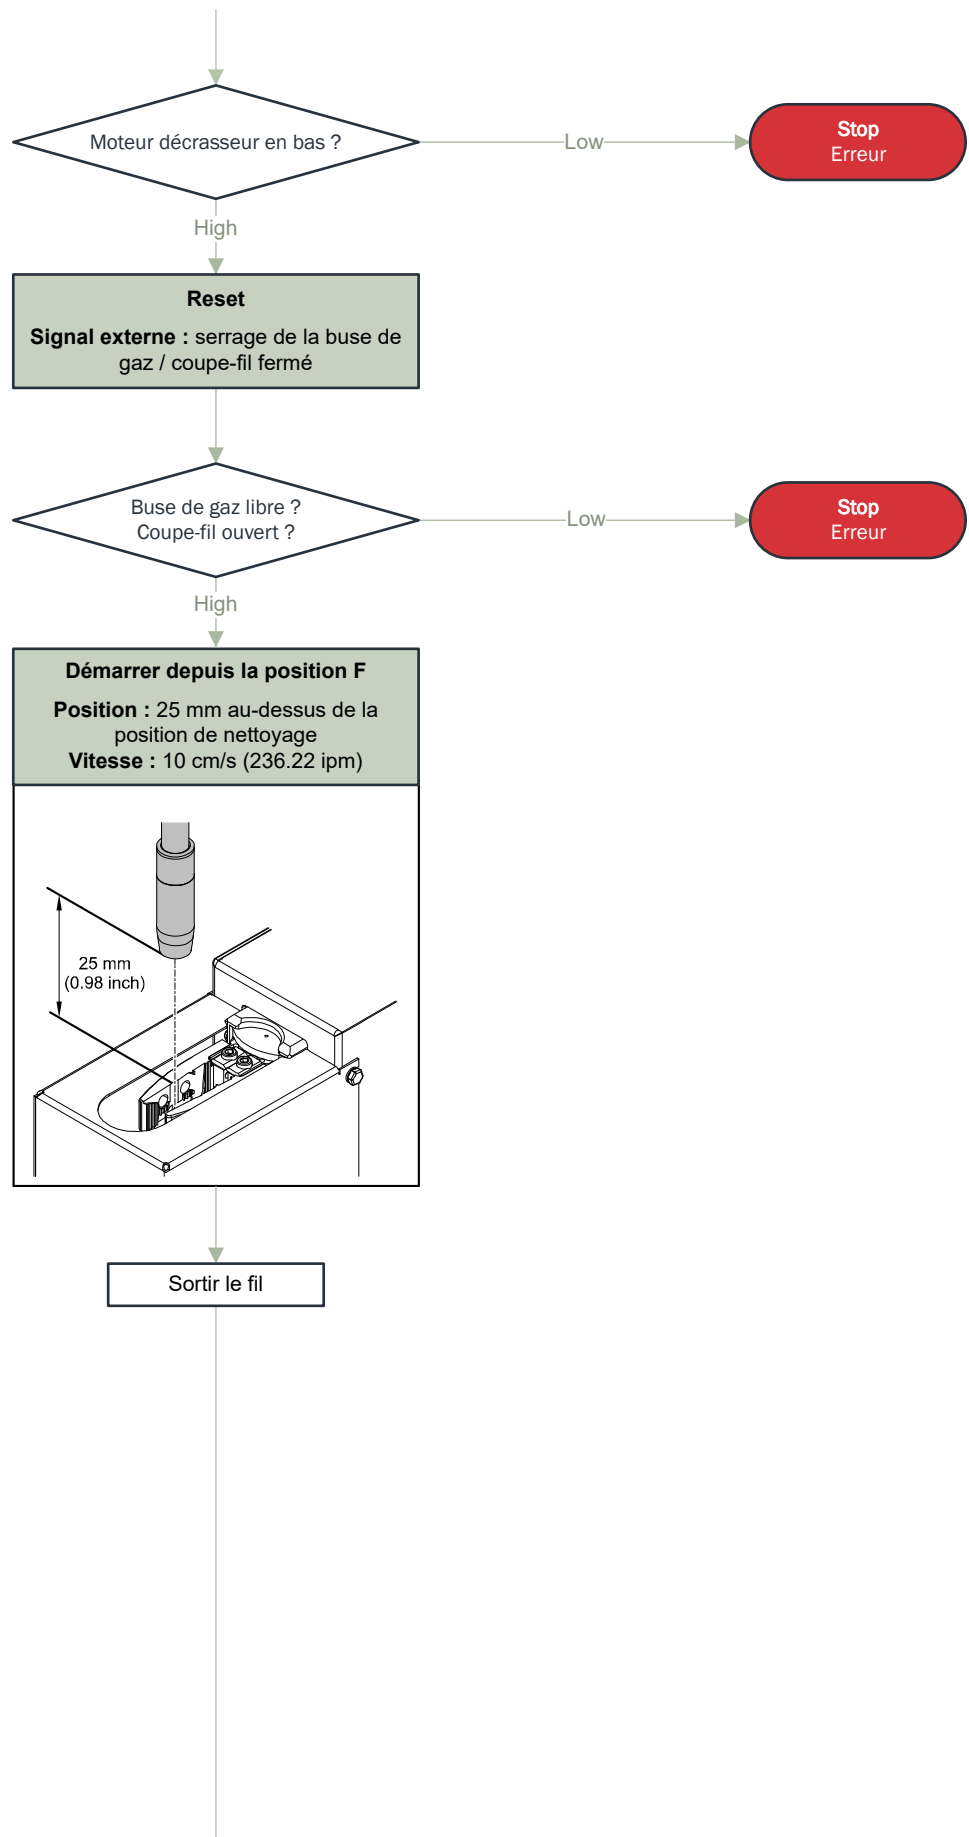 Moteur décrasseur en bas ?
Low
Stop
Erreur
High
Reset
Signal externe : serrage de la buse de
gaz / coupe-fil fermé
Buse de gaz libre ?
Coupe-fil ouvert ?
Low
Stop
Erreur
High
Démarrer depuis la position F
Position : 25 mm au-dessus de la
position de nettoyage
Vitesse : 10 cm/s (236.22 ipm)
25 mm
(0.98 inch)
Sortir le fil